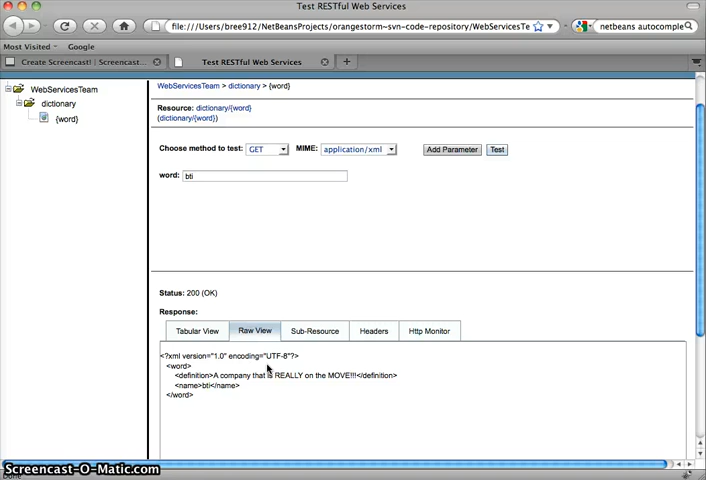 Test RESTful Web Services
file:///Users/bree912/NetBeansProjects/orangestorm~svn-code-repository/WebServicesTe
netbeans autocomple
Most Visited
Google
Create Screencast! | Screencast...
Test RESTful Web Services
WebServicesTeam
dictionary
{word}
WebServicesTeam > dictionary > {word}
Resource: dictionary/{word}
(dictionary/{word})
Choose method to test: GET MIME: application/xml Add Parameter Test
word: bti
Status: 200 (OK)
Response:
Tabular View Raw View Sub-Resource Headers Http Monitor
<?xml version="1.0" encoding="UTF-8"?>
<word>
<definition>A company that is REALLY on the MOVE!!!</definition>
<name>bti</name>
</word>
Screencast-O-Matic.com
Done